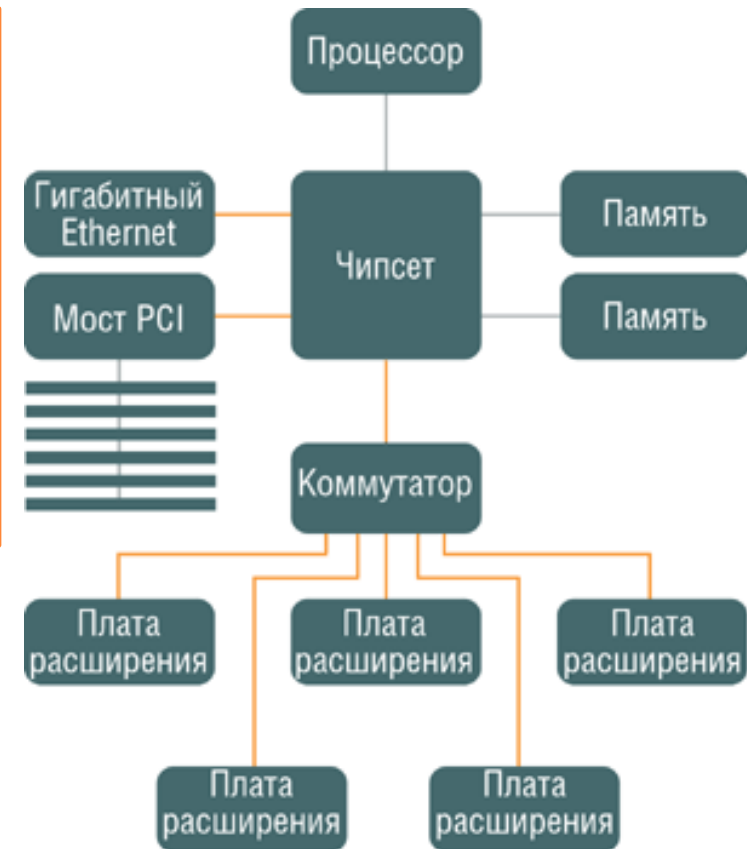 Процессор
Гигабитный
Ethernet
Чипсет
Память
Мост PCI
Память
Коммутатор
Плата
расширения
Плата
расширения
Плата
расширения
Плата
расширения
Плата
расширения